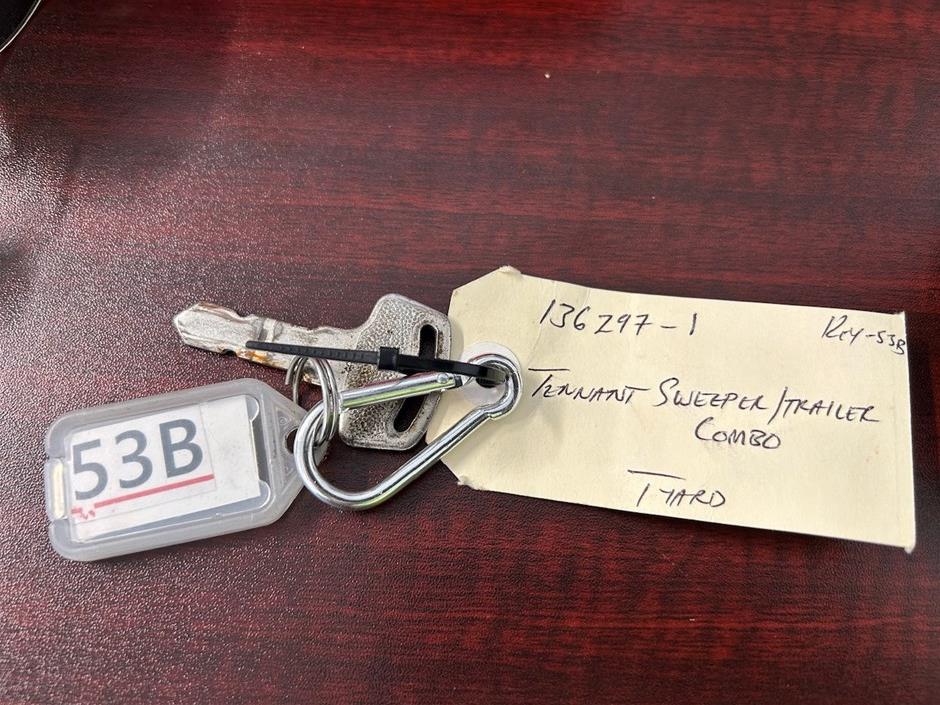 136297-1
KEY-53B
TENNANT SWEEPER/TRAILER
COMBO
YARD
53B